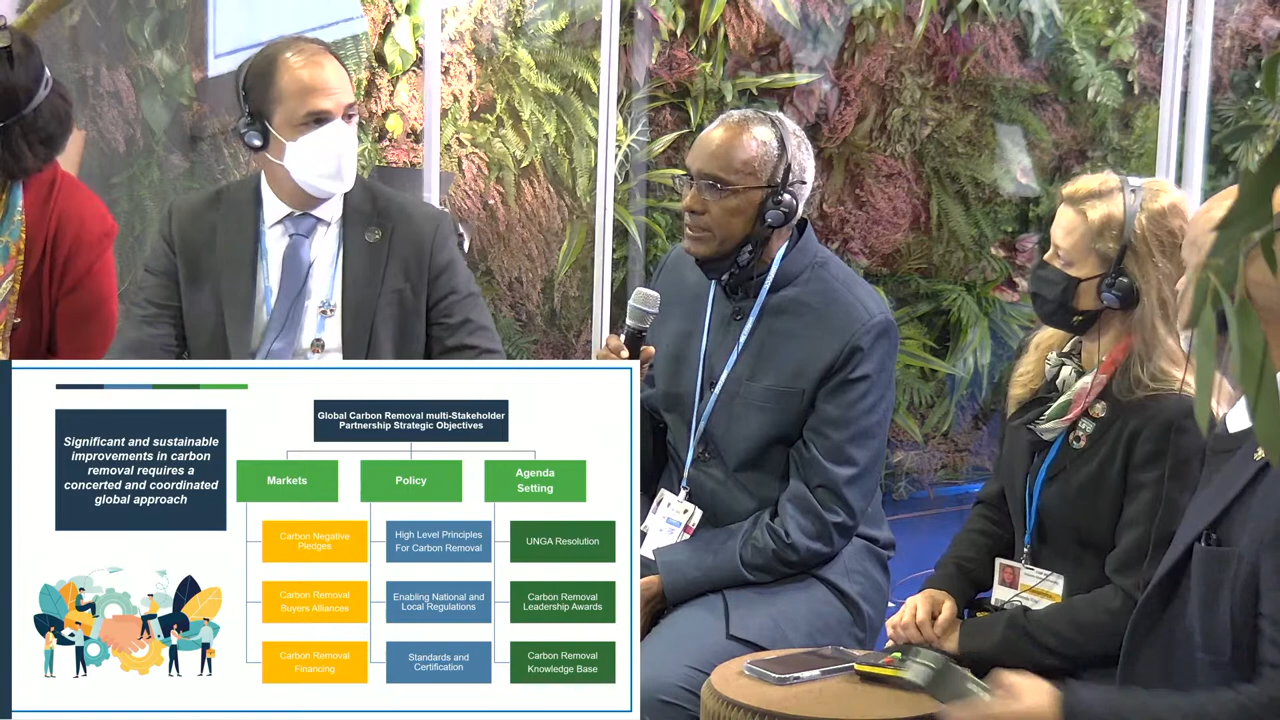 Significant and sustainable
improvements in carbon
removal requires a
concerted and coordinated
global approach
Global Carbon Removal multi-Stakeholder
Partnership Strategic Objectives
Markets
Policy
Agenda
Setting
Carbon Negative
Pledges
High Level Principles
For Carbon Removal
UNGA Resolution
Carbon Removal
Buyers Alliances
Enabling National and
Local Regulations
Carbon Removal
Leadership Awards
Carbon Removal
Financing
Standards and
Certification
Carbon Removal
Knowledge Base